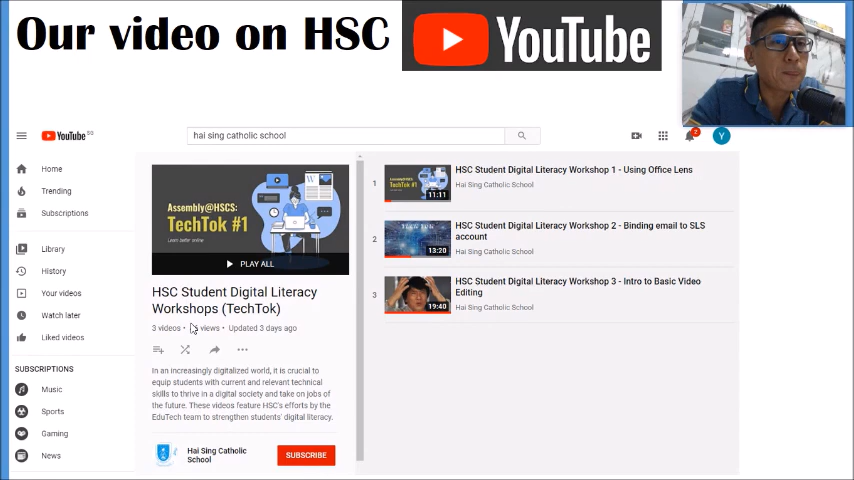 Our video on HSC YouTube
YouTube SG
hai sing catholic school
2
Y
Home
Trending
Subscriptions
Library
History
Your videos
Watch later
Liked videos
SUBSCRIPTIONS
Music
Sports
Gaming
News
Assembly@HSCS:
TechTok #1
Learn better online
PLAY ALL
HSC Student Digital Literacy
Workshops (TechTok)
3 videos • views • Updated 3 days ago
In an increasingly digitalized world, it is crucial to
equip students with current and relevant technical
skills to thrive in a digital society and take on jobs of
the future. These videos feature HSC's efforts by the
EduTech team to strengthen students' digital literacy.
Hai Sing Catholic
School
SUBSCRIBE
1
Assembly@HSCS:
TechTok #1
11:11
HSC Student Digital Literacy Workshop 1 - Using Office Lens
Hai Sing Catholic School
2
13:20
HSC Student Digital Literacy Workshop 2 - Binding email to SLS
account
Hai Sing Catholic School
3
19:40
HSC Student Digital Literacy Workshop 3 - Intro to Basic Video
Editing
Hai Sing Catholic School